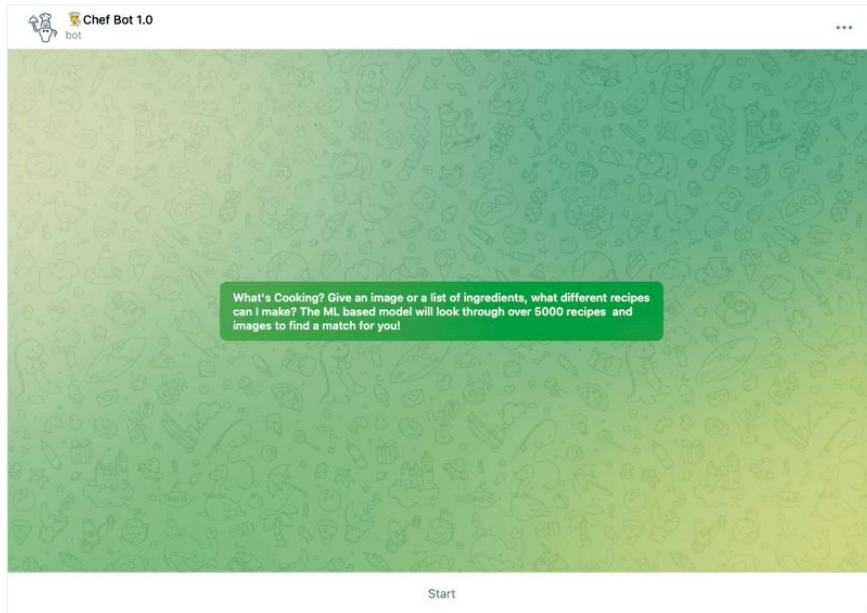 Chef Bot 1.0
bot
What's Cooking? Give an image or a list of ingredients, what different recipes
can I make? The ML based model will look through over 5000 recipes and
images to find a match for you!
Start